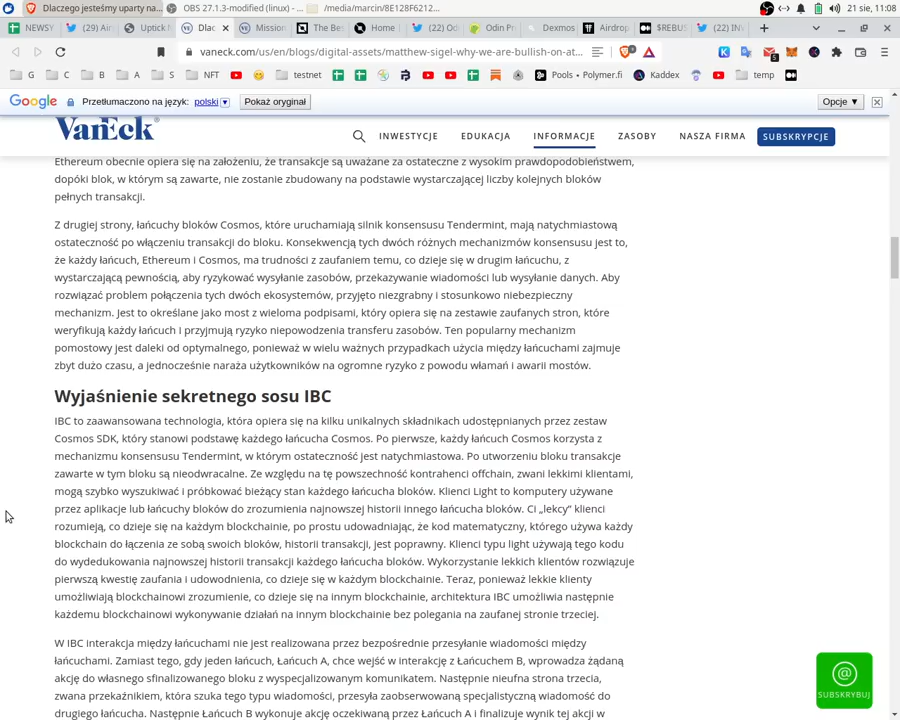 Dlaczego jesteśmy uparty na...
OBS 27.1.3-modified (linux) - ...
/media/marcin/8E128F6212...
21 sie, 11:08
NEWSY
(29) Air
Uptick
Dlac
Mission
The Bes
Home
(22) Od
Odin Pr
Dexmos
Airdrop
$REBUS
(22) IN
vaneck.com/us/en/blogs/digital-assets/matthew-sigel-why-we-are-bullish-on-at...
G
C
B
A
S
NFT
testnet
Pools • Polymer.fi
Kaddex
temp
Google
Przetłumaczono na język: polski
Pokaż oryginał
Opcje ▼
VanEck®
INWESTYCJE
EDUKACJA
INFORMACJE
ZASOBY
NASZA FIRMA
SUBSKRYPCJE
Ethereum obecnie opiera się na założeniu, że transakcje są uważane za ostateczne z wysokim prawdopodobieństwem,
dopóki blok, w którym są zawarte, nie zostanie zbudowany na podstawie wystarczającej liczby kolejnych bloków
pełnych transakcji.
Z drugiej strony, łańcuchy bloków Cosmos, które uruchamiają silnik konsensusu Tendermint, mają natychmiastową
ostateczność po włączeniu transakcji do bloku. Konsekwencją tych dwóch różnych mechanizmów konsensusu jest to,
że każdy łańcuch, Ethereum i Cosmos, ma trudności z zaufaniem temu, co dzieje się w drugim łańcuchu, z
wystarczającą pewnością, aby ryzykować wysyłanie zasobów, przekazywanie wiadomości lub wysyłanie danych. Aby
rozwiązać problem połączenia tych dwóch ekosystemów, przyjęto niezgrabny i stosunkowo niebezpieczny
mechanizm. Jest to określane jako most z wieloma podpisami, który opiera się na zestawie zaufanych stron, które
weryfikują każdy łańcuch i przyjmują ryzyko niepowodzenia transferu zasobów. Ten popularny mechanizm
pomostowy jest daleki od optymalnego, ponieważ w wielu ważnych przypadkach użycia między łańcuchami zajmuje
zbyt dużo czasu, a jednocześnie naraża użytkowników na ogromne ryzyko z powodu włamań i awarii mostów.
Wyjaśnienie sekretnego sosu IBC
IBC to zaawansowana technologia, która opiera się na kilku unikalnych składnikach udostępnianych przez zestaw
Cosmos SDK, który stanowi podstawę każdego łańcucha Cosmos. Po pierwsze, każdy łańcuch Cosmos korzysta z
mechanizmu konsensusu Tendermint, w którym ostateczność jest natychmiastowa. Po utworzeniu bloku transakcje
zawarte w tym bloku są nieodwracalne. Ze względu na tę powszechność kontrahenci offchain, zwani lekkimi klientami,
mogą szybko wyszukiwać i próbkować bieżący stan każdego łańcucha bloków. Klienci Light to komputery używane
przez aplikacje lub łańcuchy bloków do zrozumienia najnowszej historii innego łańcucha bloków. Ci „lekcy” klienci
rozumieją, co dzieje się na każdym blockchainie, po prostu udowadniając, że kod matematyczny, którego używa każdy
blockchain do łączenia ze sobą swoich bloków, historii transakcji, jest poprawny. Klienci typu light używają tego kodu
do wydedukowania najnowszej historii transakcji każdego łańcucha bloków. Wykorzystanie lekkich klientów rozwiązuje
pierwszą kwestię zaufania i udowodnienia, co dzieje się w każdym blockchainie. Teraz, ponieważ lekkie klienty
umożliwiają blockchainowi zrozumienie, co dzieje się na innym blockchainie, architektura IBC umożliwia następnie
każdemu blockchainowi wykonywanie działań na innym blockchainie bez polegania na zaufanej stronie trzeciej.
W IBC interakcja między łańcuchami nie jest realizowana przez bezpośrednie przesyłanie wiadomości między
łańcuchami. Zamiast tego, gdy jeden łańcuch, Łańcuch A, chce wejść w interakcję z Łańcuchem B, wprowadza żądaną
akcję do własnego sfinalizowanego bloku z wyspecjalizowanym komunikatem. Następnie nieufna strona trzecia,
zwana przekaźnikiem, która szuka tego typu wiadomości, przesyła zaobserwowaną specjalistyczną wiadomość do
drugiego łańcucha. Następnie Łańcuch B wykonuje akcję oczekiwaną przez Łańcuch A i finalizuje wynik tej akcji w
SUBSKRYBUJ